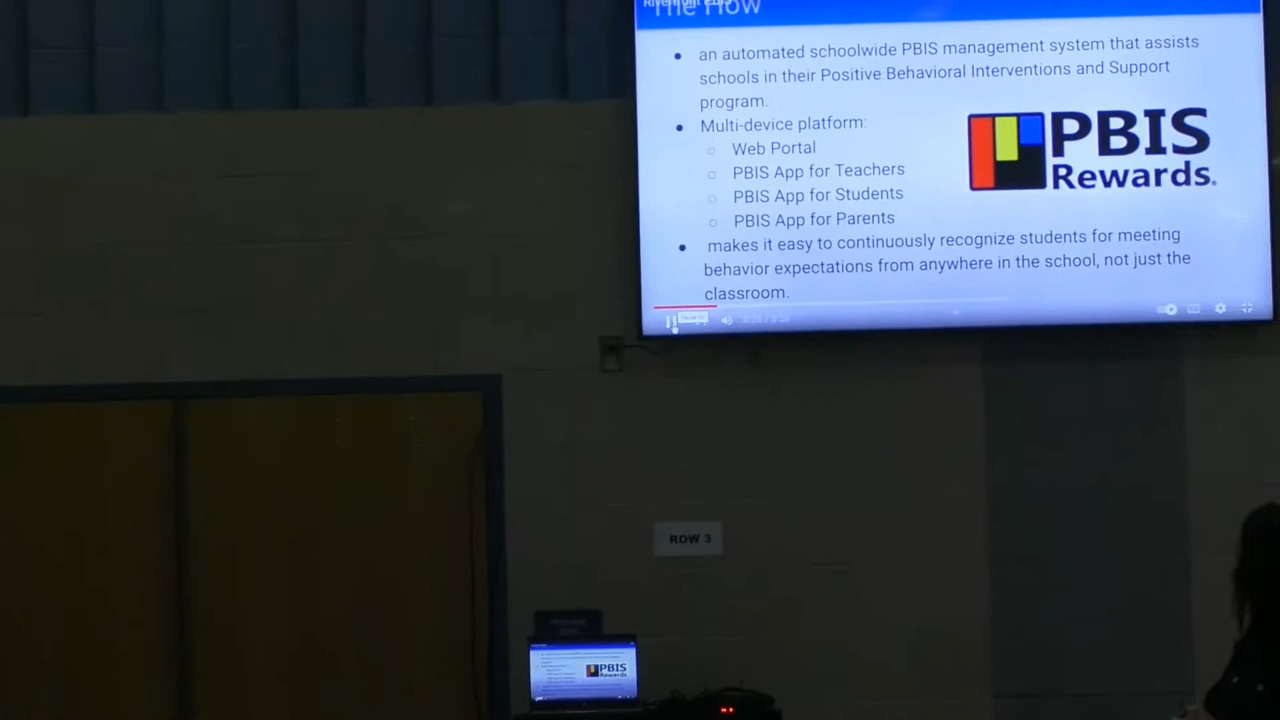 The How
an automated schoolwide PBIS management system that assists
schools in their Positive Behavioral Interventions and Support
program.
Multi-device platform:
Web Portal
PBIS App for Teachers
PBIS App for Students
PBIS App for Parents
makes it easy to continuously recognize students for meeting
behavior expectations from anywhere in the school, not just the
classroom.
PBIS
Rewards.
ROW 3
PBIS
Rewards.